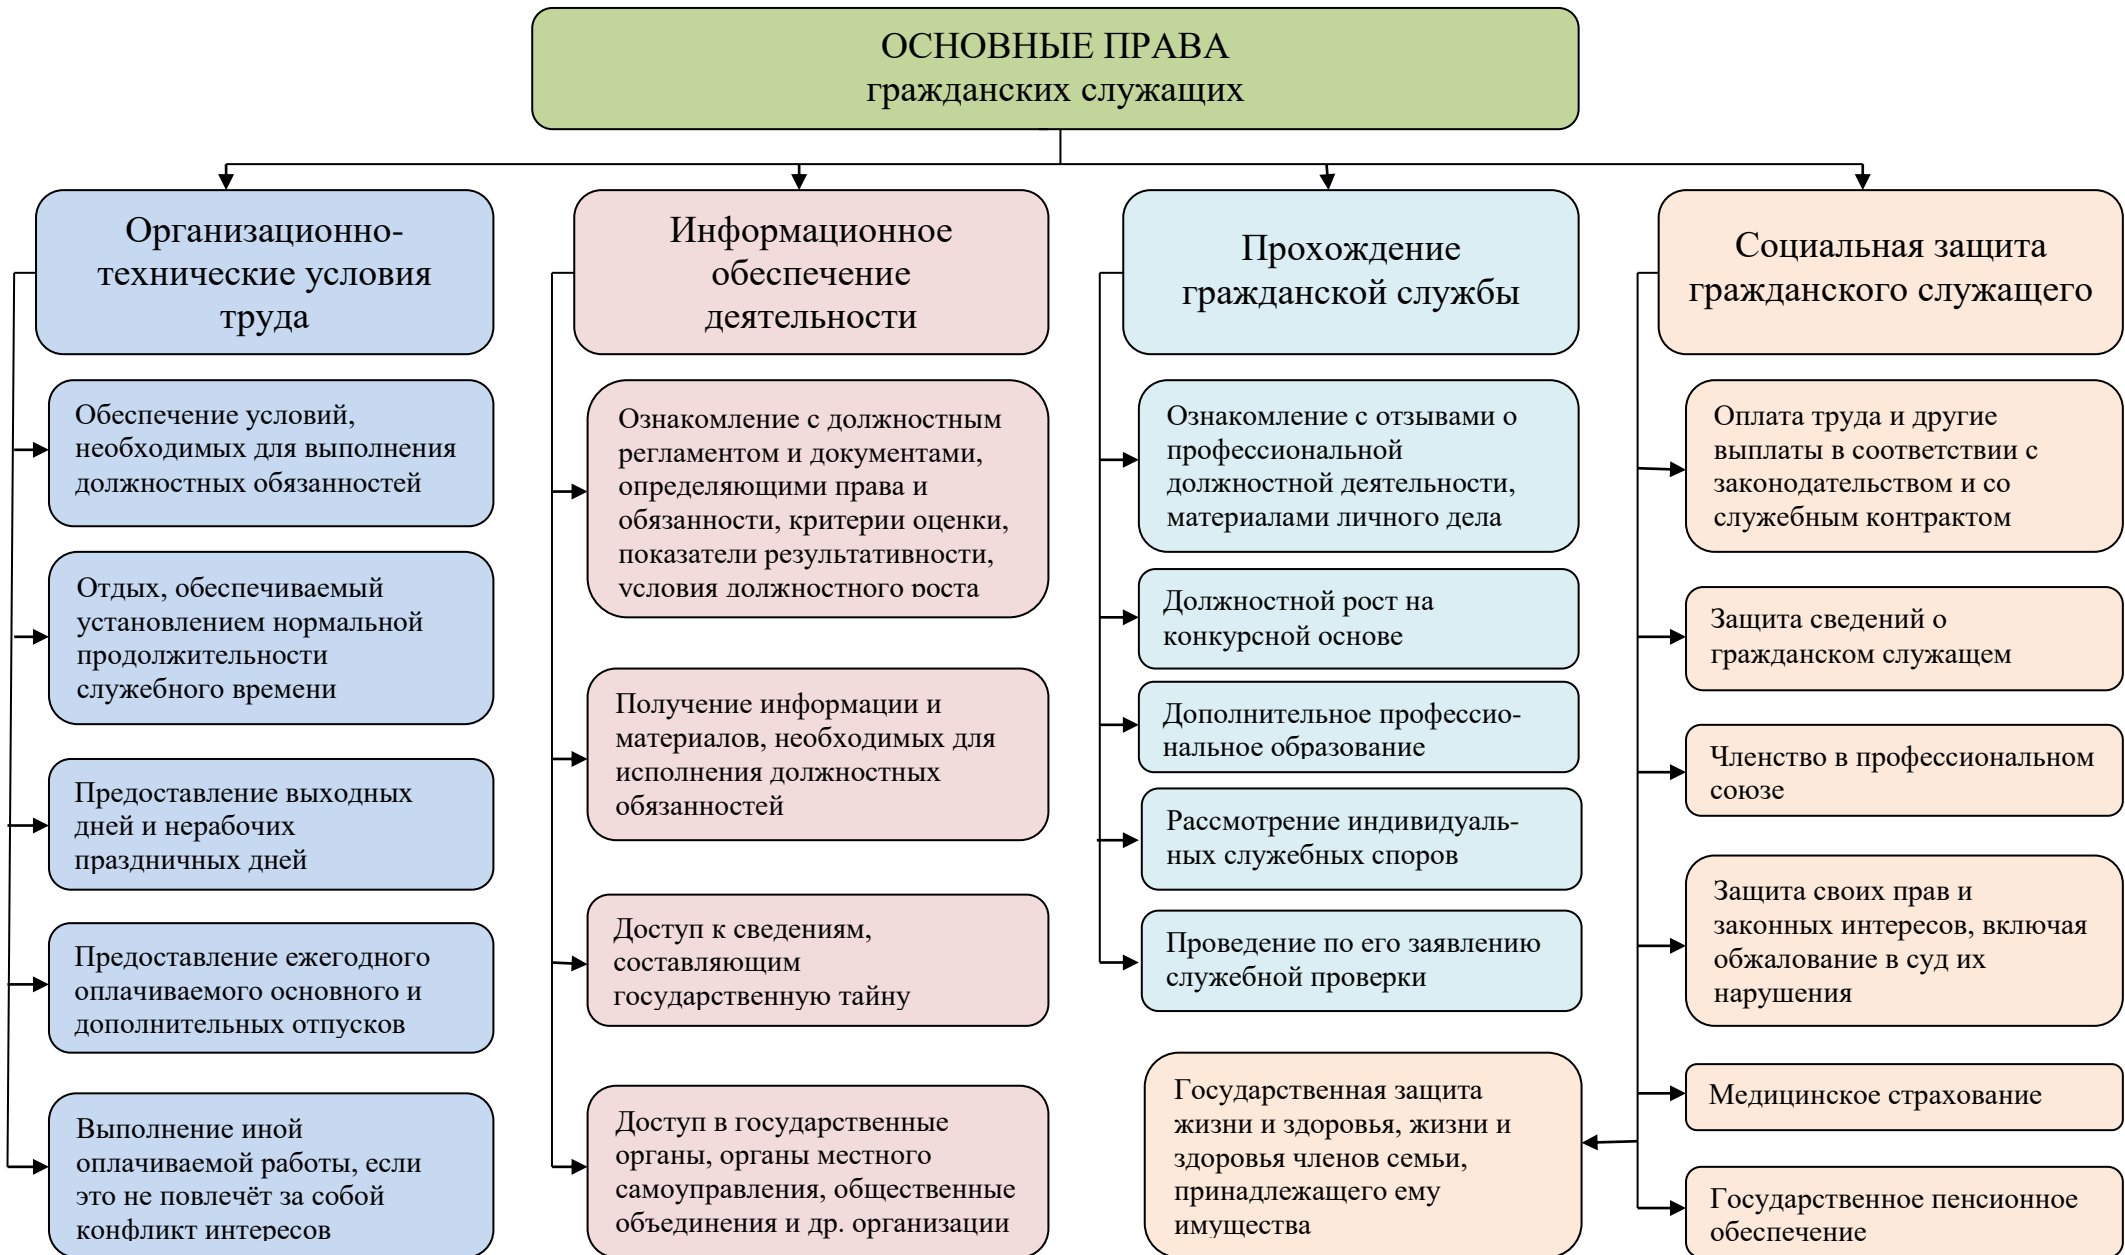 ОСНОВНЫЕ ПРАВА
гражданских служащих
Организационно-
технические условия
труда
Обеспечение условий,
необходимых для выполнения
должностных обязанностей
Отдых, обеспечиваемый
установлением нормальной
продолжительности
служебного времени
Предоставление выходных
дней и нерабочих
праздничных дней
Предоставление ежегодного
оплачиваемого основного и
дополнительных отпусков
Выполнение иной
оплачиваемой работы, если
это не повлечёт за собой
конфликт интересов
Информационное
обеспечение
деятельности
Ознакомление с должностным
регламентом и документами,
определяющими права и
обязанности, критерии оценки,
показатели результативности,
условия должностного роста
Получение информации и
материалов, необходимых для
исполнения должностных
обязанностей
Доступ к сведениям,
составляющим
государственную тайну
Доступ в государственные
органы, органы местного
самоуправления, общественные
объединения и др. организации
Прохождение
гражданской службы
Ознакомление с отзывами о
профессиональной
должностной деятельности,
материалами личного дела
Должностной рост на
конкурсной основе
Дополнительное профессио-
нальное образование
Рассмотрение индивидуаль-
ных служебных споров
Проведение по его заявлению
служебной проверки
Социальная защита
гражданского служащего
Оплата труда и другие
выплаты в соответствии с
законодательством и со
служебным контрактом
Защита сведений о
гражданском служащем
Членство в профессиональном
союзе
Защита своих прав и
законных интересов, включая
обжалование в суд их
нарушения
Медицинское страхование
Государственное пенсионное
обеспечение
Государственная защита
жизни и здоровья, жизни и
здоровья членов семьи,
принадлежащего ему
имущества